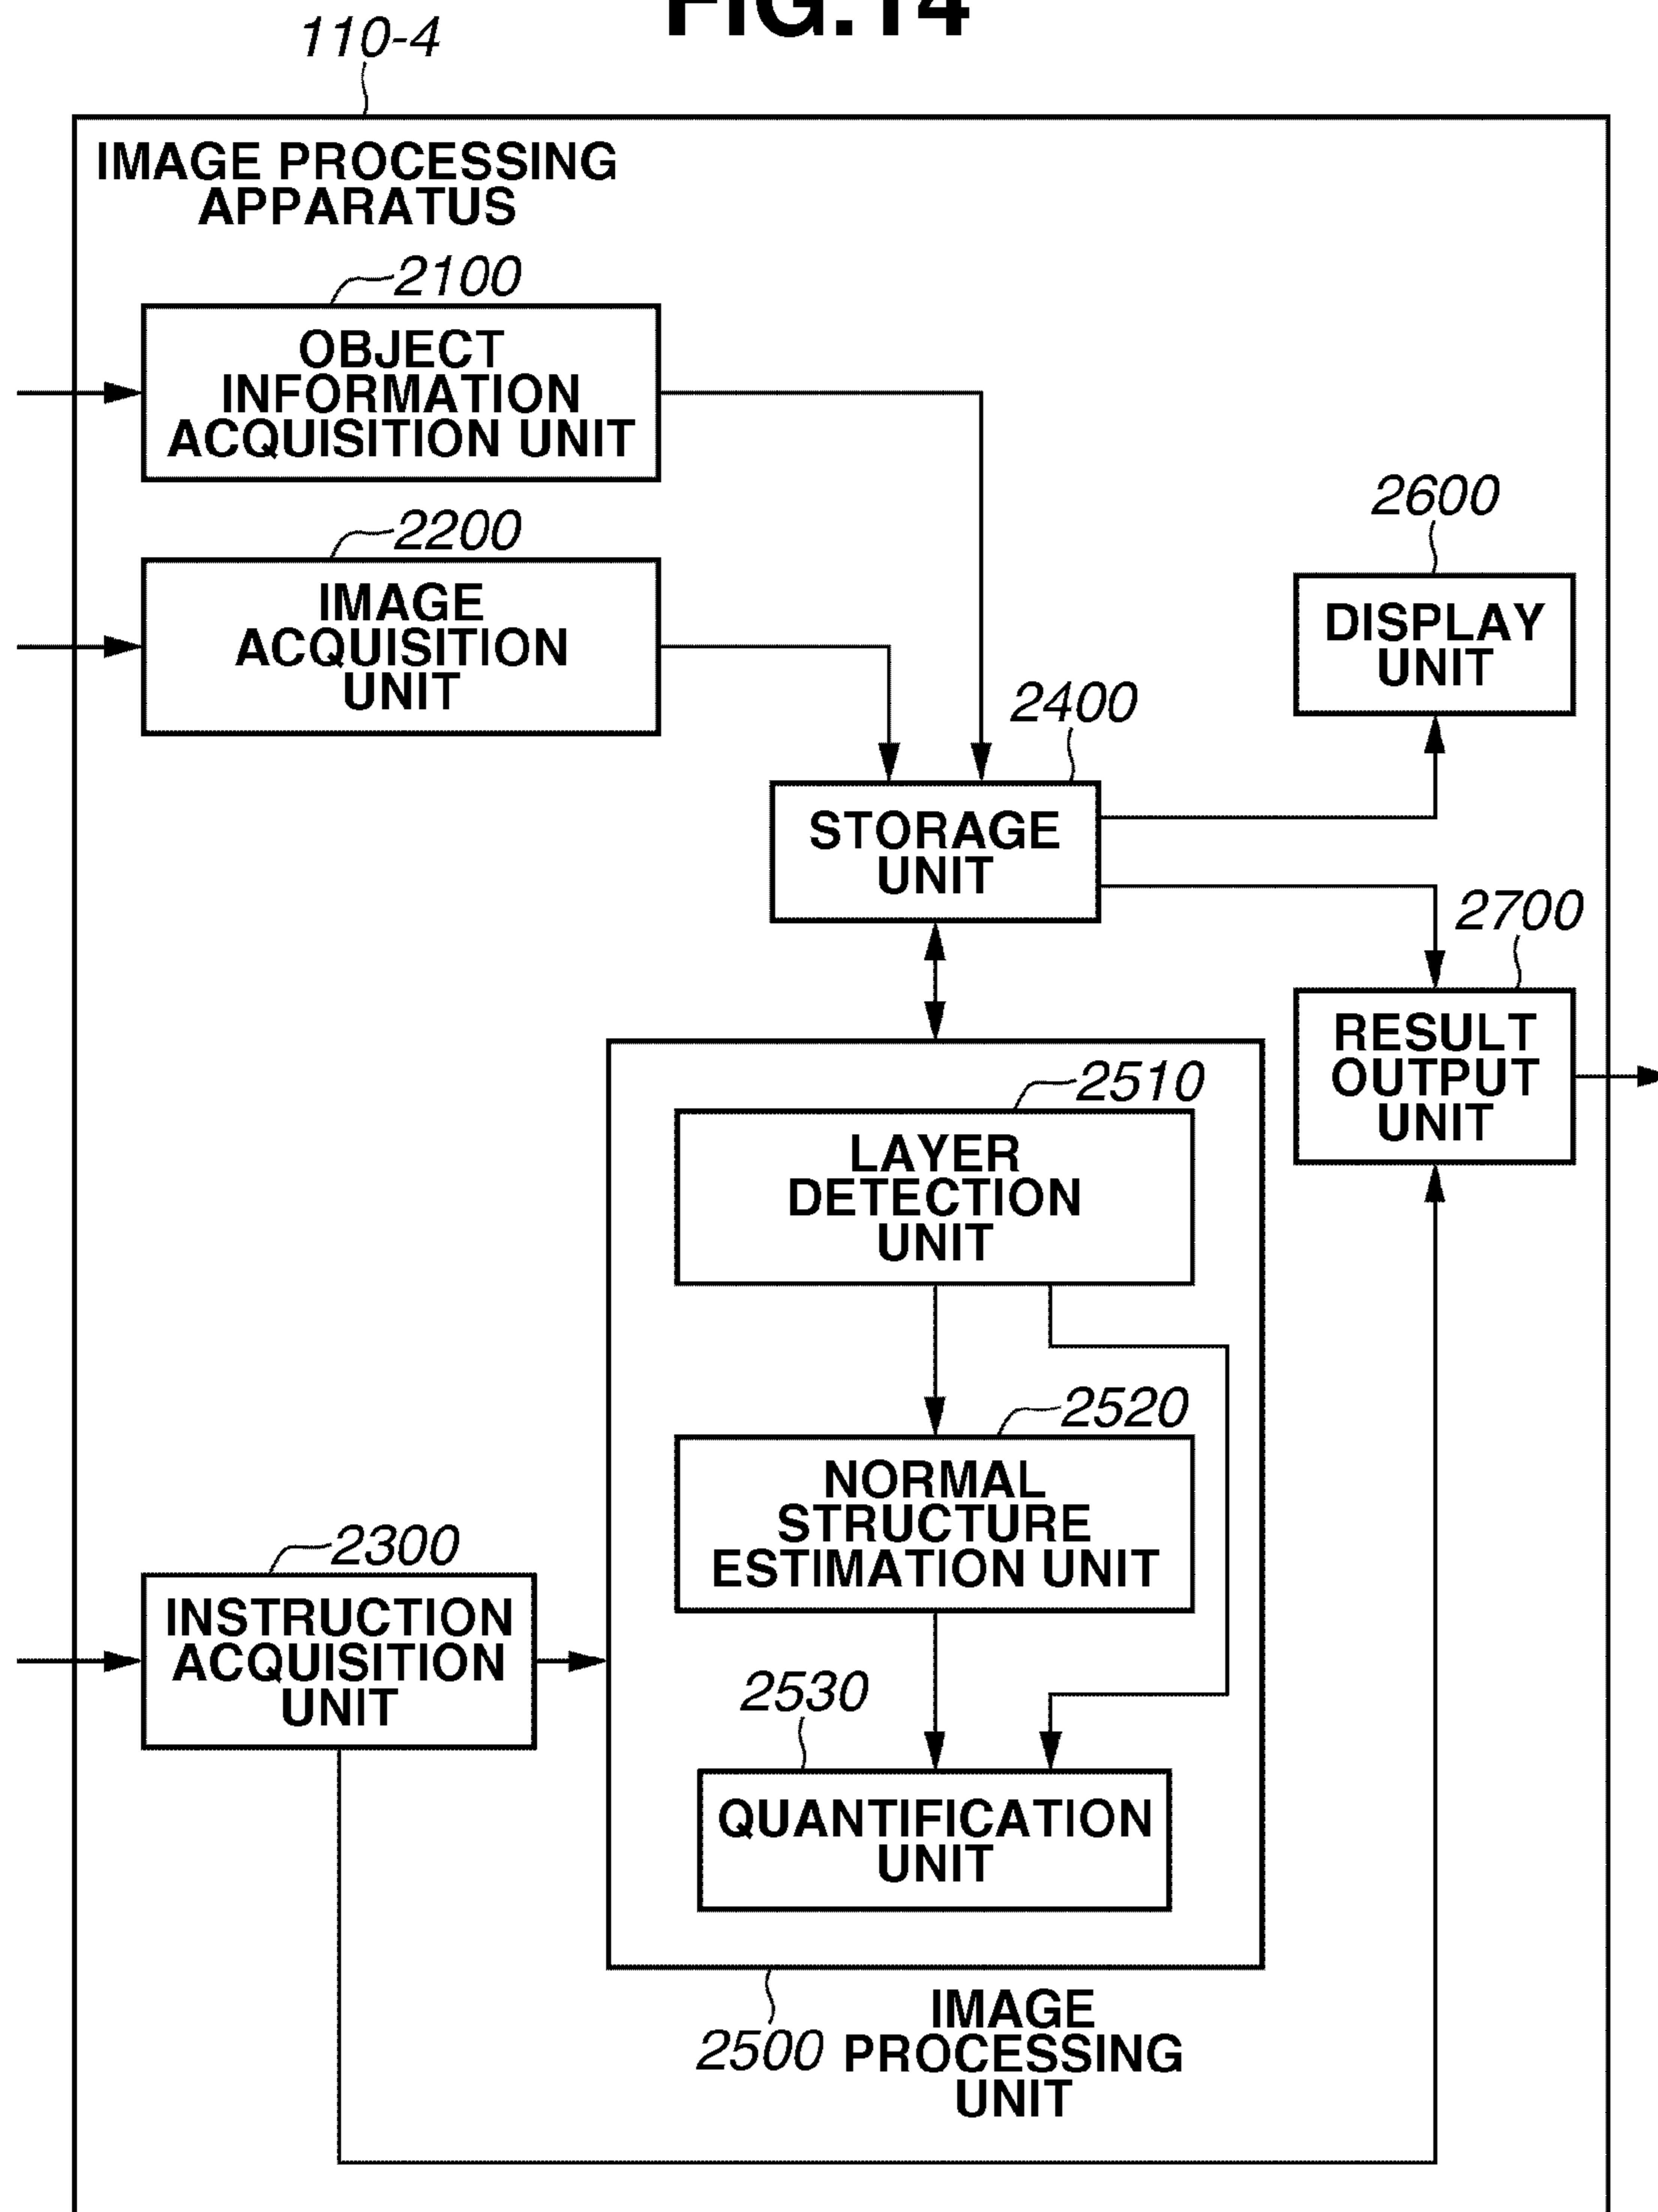 FIG.14
110-4
IMAGE PROCESSING
APPARATUS
2100
OBJECT
INFORMATION
ACQUISITION UNIT
2200
IMAGE
ACQUISITION
UNIT
2600
DISPLAY
UNIT
2400
STORAGE
UNIT
2700
RESULT
OUTPUT
UNIT
2510
LAYER
DETECTION
UNIT
2520
NORMAL
STRUCTURE
ESTIMATION UNIT
2300
INSTRUCTION
ACQUISITION
UNIT
2530
QUANTIFICATION
UNIT
2500
IMAGE
PROCESSING
UNIT